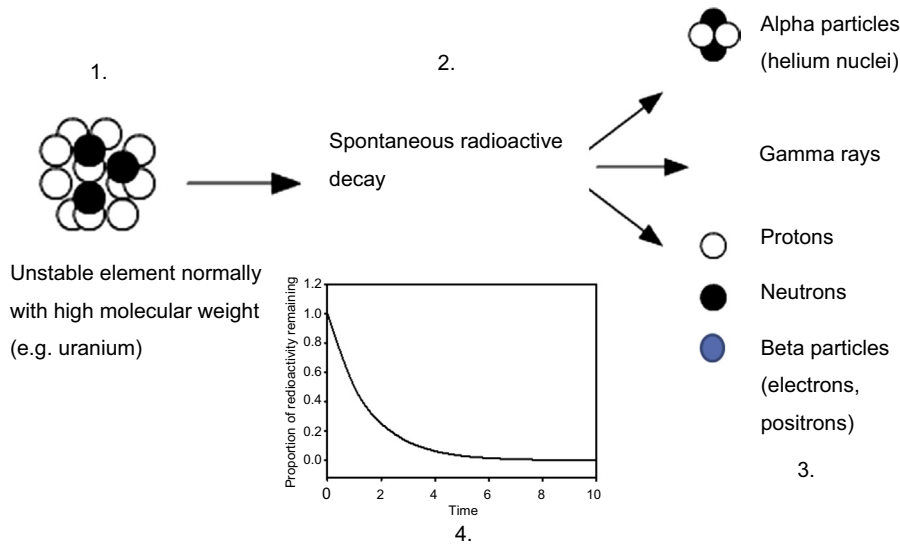 1.
Unstable element normally
with high molecular weight
(e.g. uranium)
2.
Spontaneous radioactive
decay
Alpha particles
(helium nuclei)
Gamma rays
Protons
Neutrons
Beta particles
(electrons,
positrons)
3.
Proportion of redioactivity remaining
1.2
1.0
0.8
0.6
0.4
0.2
0.0
0 2 4 6 8 10
Time
4.